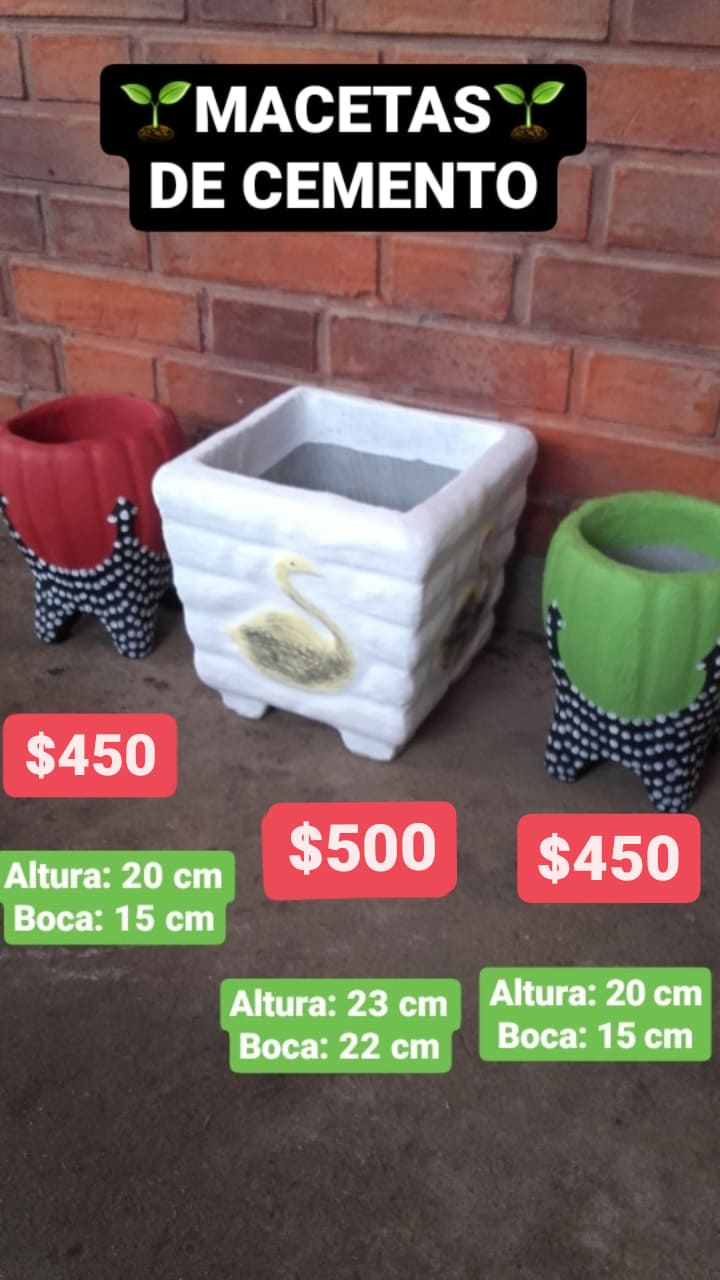 🌱MACETAS🌱
DE CEMENTO
$450
Altura: 20 cm
Boca: 15 cm
$500
Altura: 23 cm
Boca: 22 cm
$450
Altura: 20 cm
Boca: 15 cm